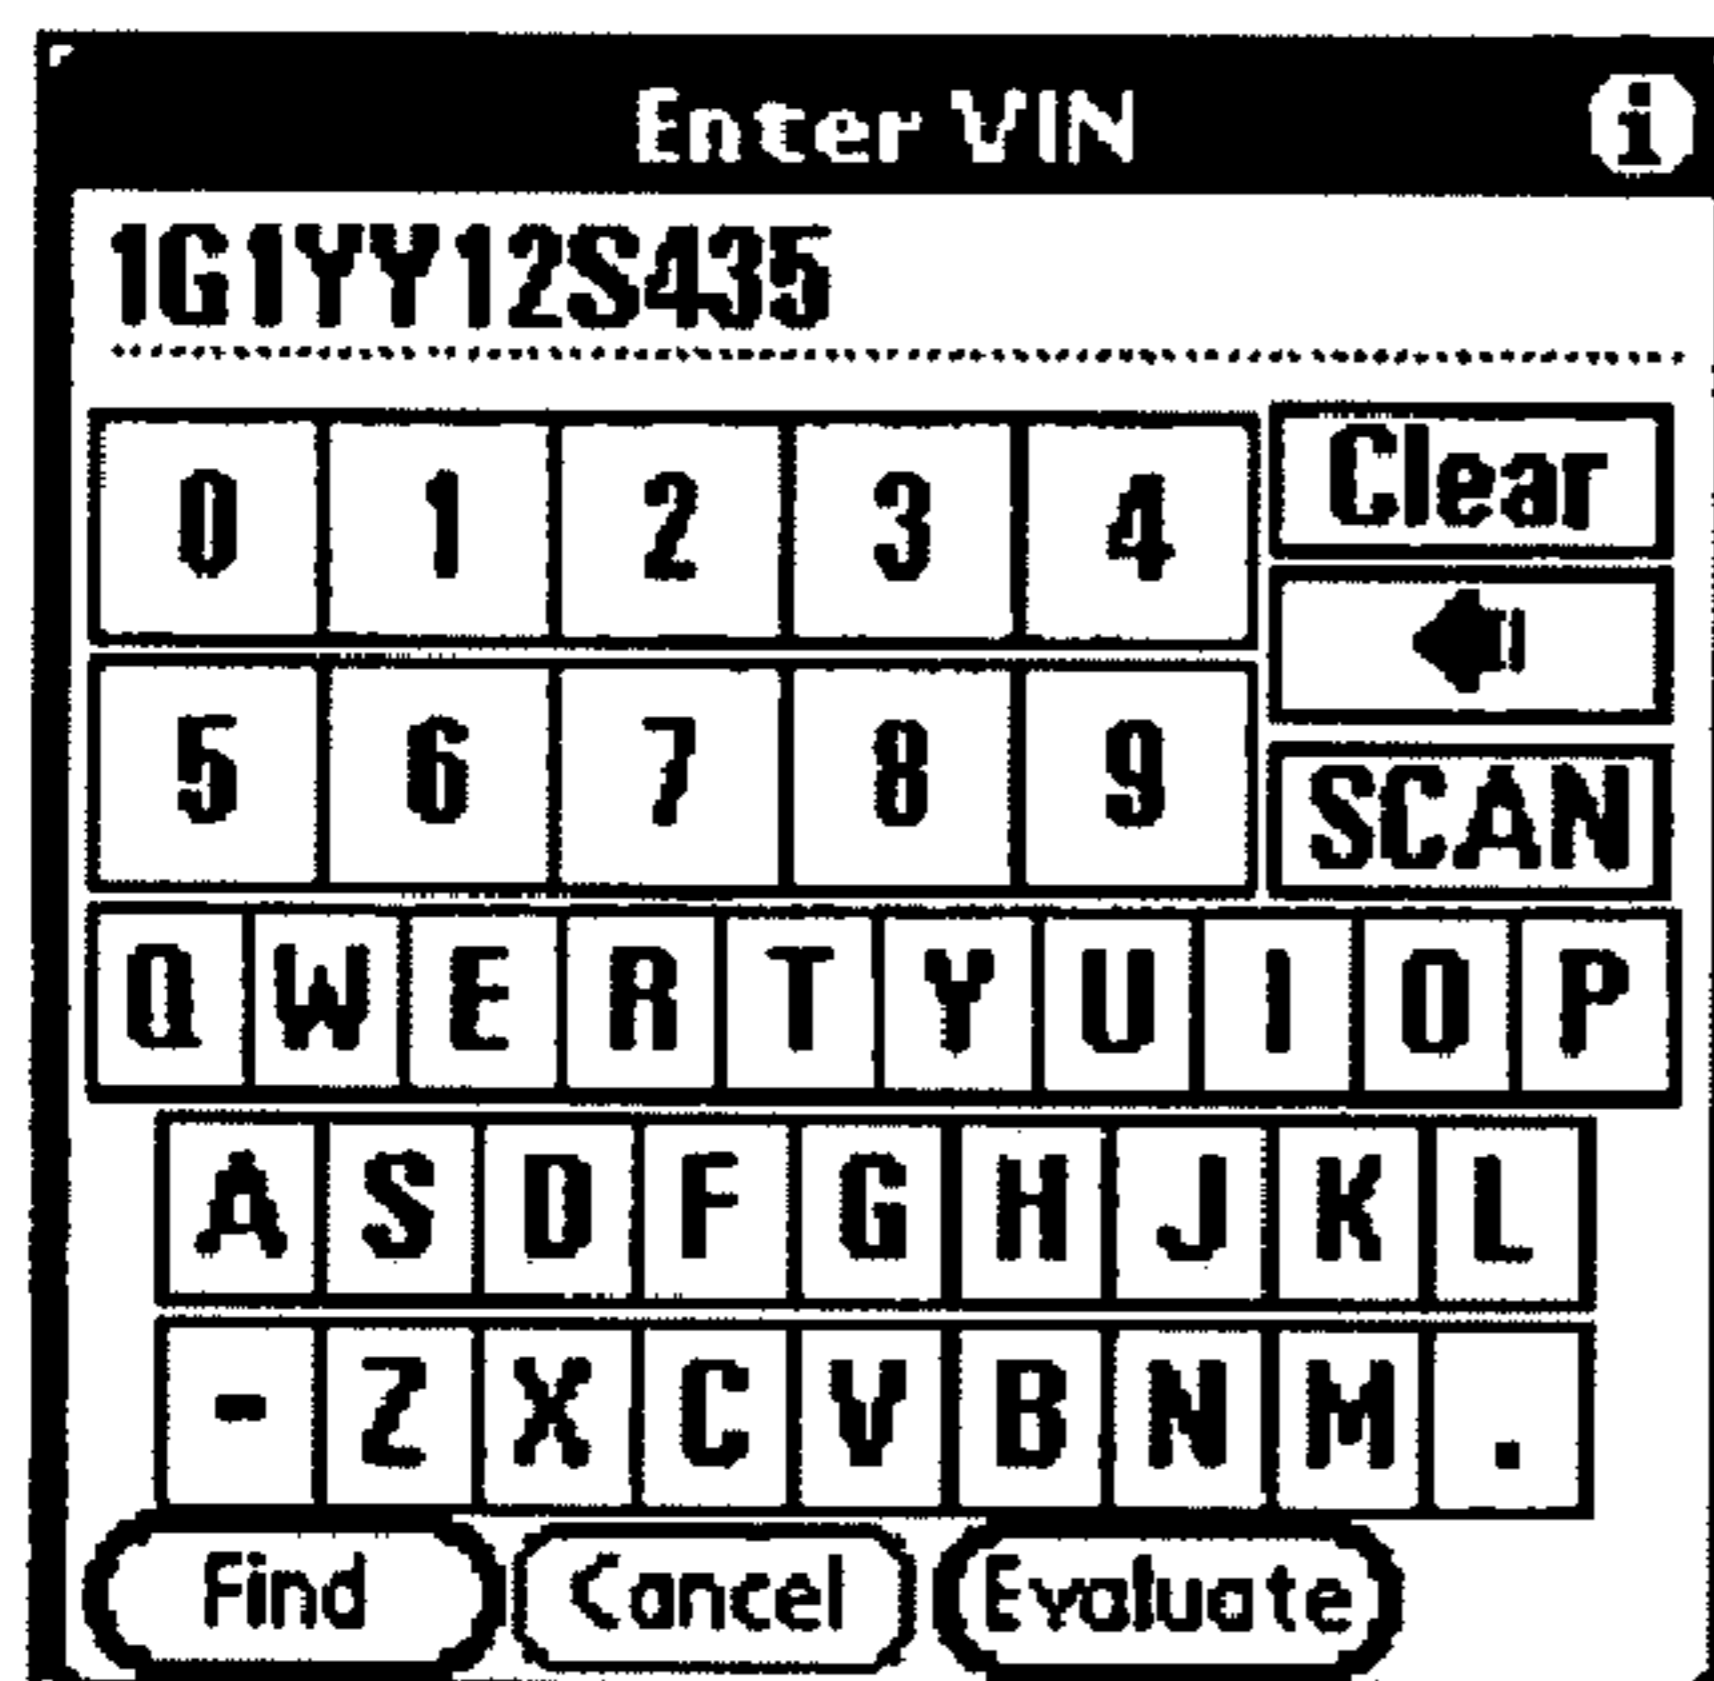 Enter VIN i
1G1YY12S435
0 1 2 3 4 Clear
5 6 7 8 9 SCAN
Q W E R T Y U I O P
A S D F G H J K L
- Z X C V B N M .
Find Cancel Evaluate